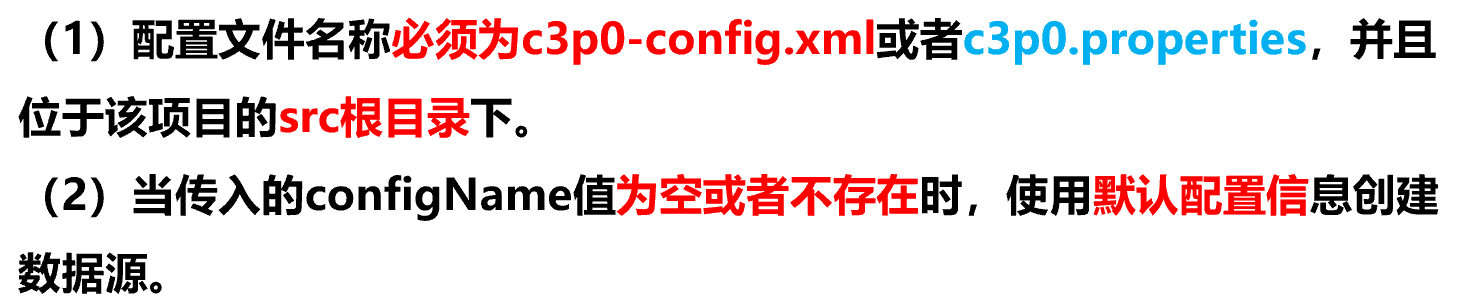 （1）配置文件名称必须为c3p0-config.xml或者c3p0.properties，并且
位于该项目的src根目录下。
（2）当传入的configName值为空或者不存在时，使用默认配置信息创建
数据源。